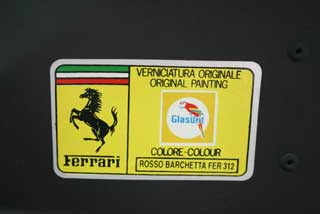 VERNICIATURA ORIGINALE
ORIGINAL PAINTING
Glasurit
COLORE-COLOUR
Ferrari
ROSSO BARCHETTA FER 312